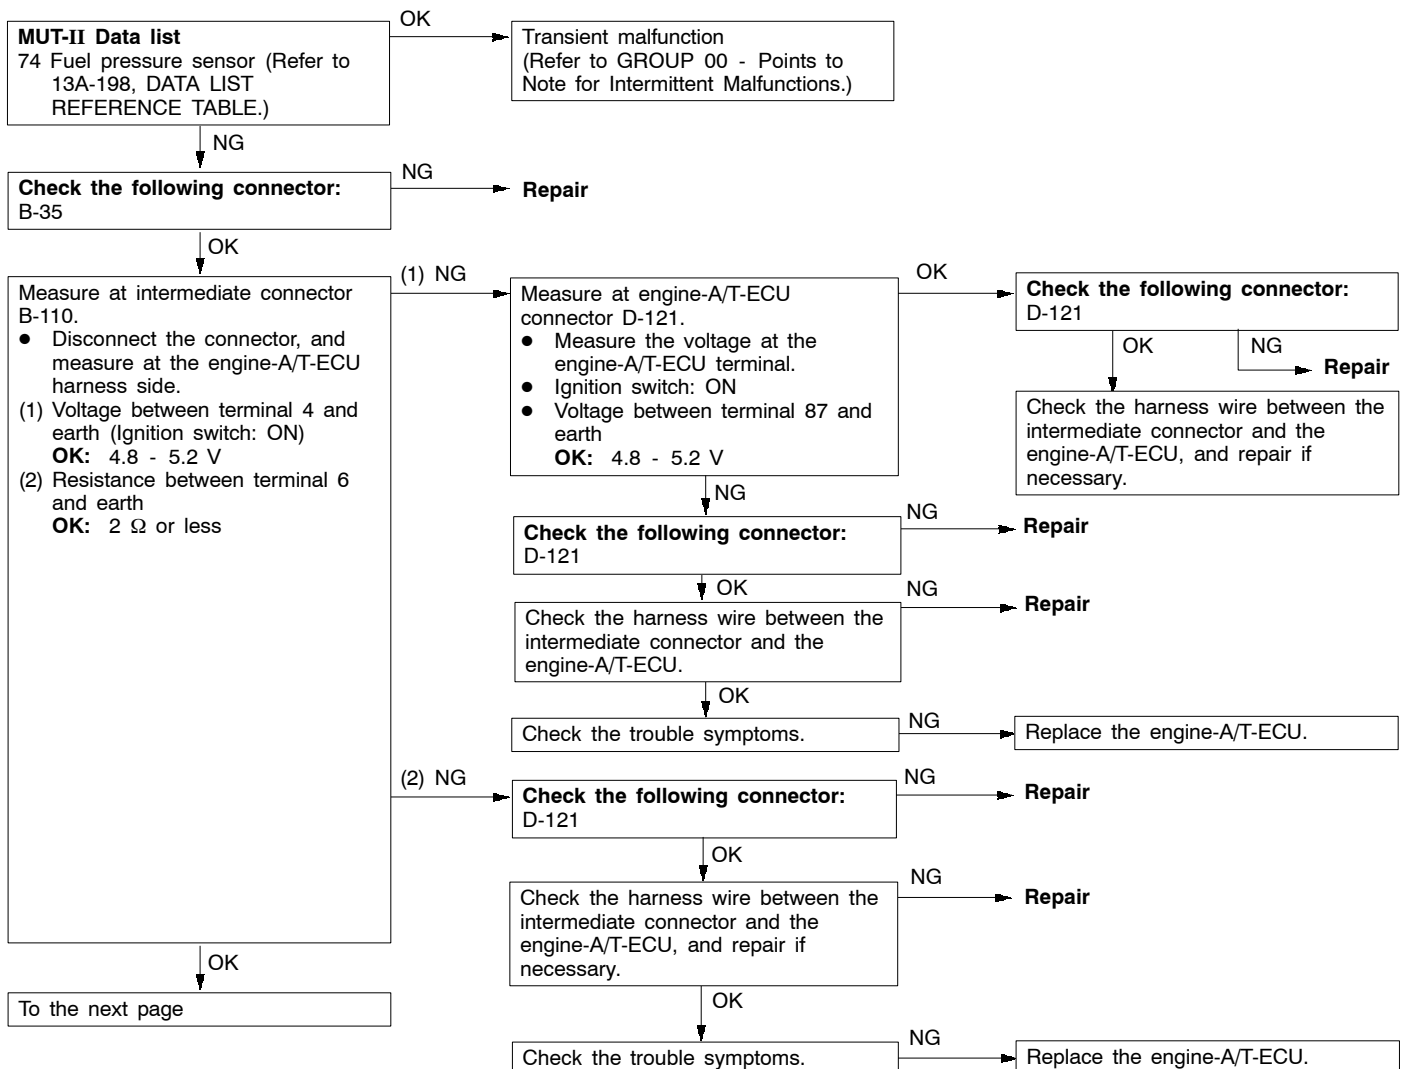 MUT-II Data list
74 Fuel pressure sensor (Refer to
13A-198, DATA LIST
REFERENCE TABLE.)
OK
Transient malfunction
(Refer to GROUP 00 - Points to
Note for Intermittent Malfunctions.)
NG
Check the following connector:
B-35
NG
Repair
OK
Measure at intermediate connector
B-110.
● Disconnect the connector, and
measure at the engine-A/T-ECU
harness side.
(1) Voltage between terminal 4 and
earth (Ignition switch: ON)
OK: 4.8 - 5.2 V
(2) Resistance between terminal 6
and earth
OK: 2 Ω or less
(1) NG
Measure at engine-A/T-ECU
connector D-121.
● Measure the voltage at the
engine-A/T-ECU terminal.
● Ignition switch: ON
● Voltage between terminal 87 and
earth
OK: 4.8 - 5.2 V
OK
Check the following connector:
D-121
OK
NG
Repair
Check the harness wire between the
intermediate connector and the
engine-A/T-ECU, and repair if
necessary.
NG
Check the following connector:
D-121
NG
Repair
OK
Check the harness wire between the
intermediate connector and the
engine-A/T-ECU.
NG
Repair
OK
Check the trouble symptoms.
NG
Replace the engine-A/T-ECU.
(2) NG
Check the following connector:
D-121
NG
Repair
OK
Check the harness wire between the
intermediate connector and the
engine-A/T-ECU, and repair if
necessary.
NG
Repair
OK
Check the trouble symptoms.
NG
Replace the engine-A/T-ECU.
OK
To the next page